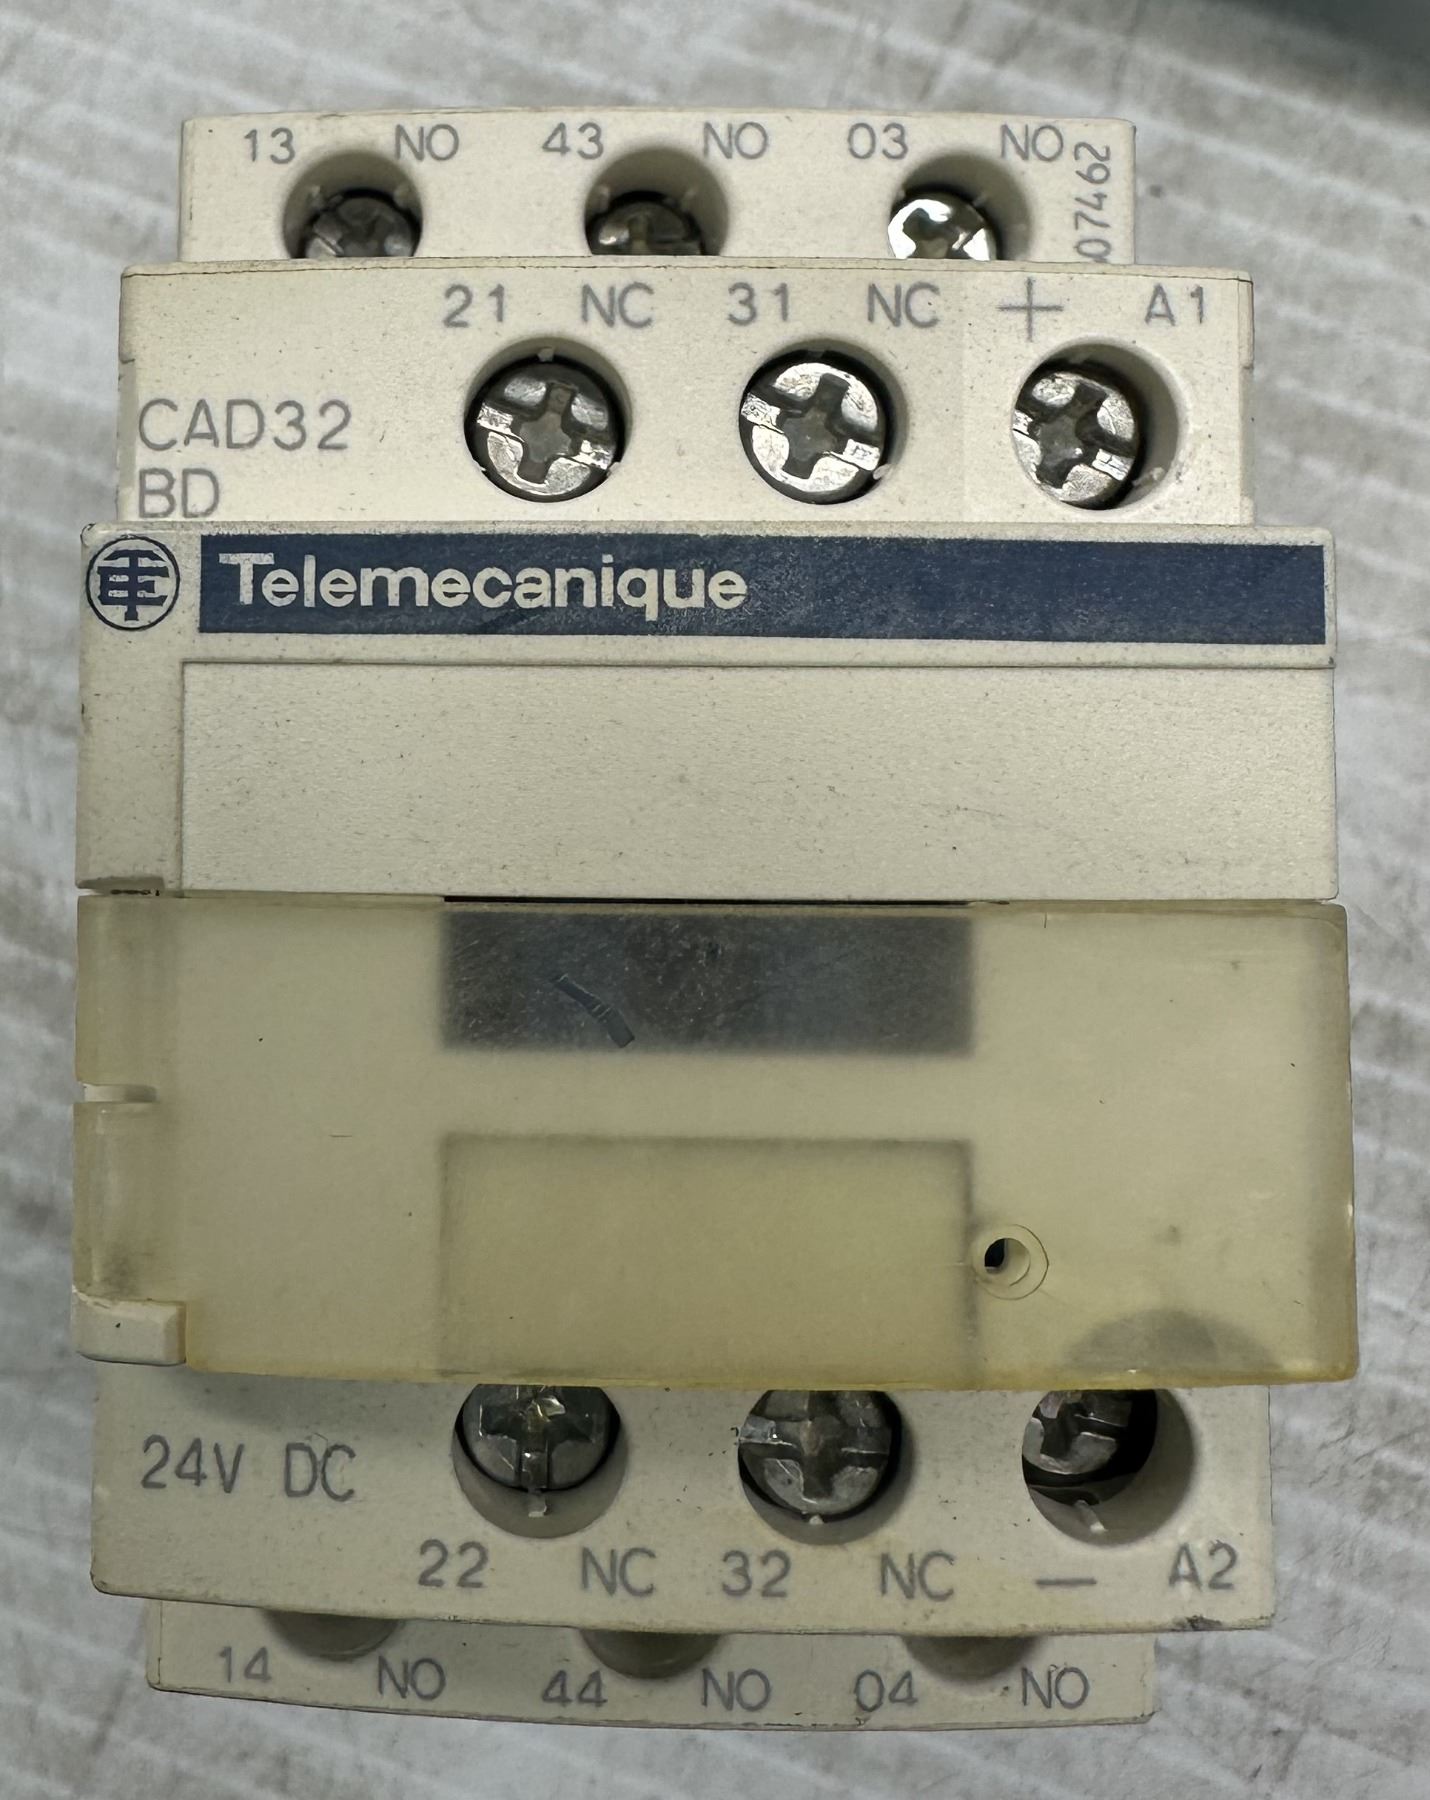 13 NO 43 NO 03 NO
07462
21 NC 31 NC + A1
CAD32
BD
TE Telemecanique
24V DC
22 NC 32 NC — A2
14 NO 44 NO 04 NO